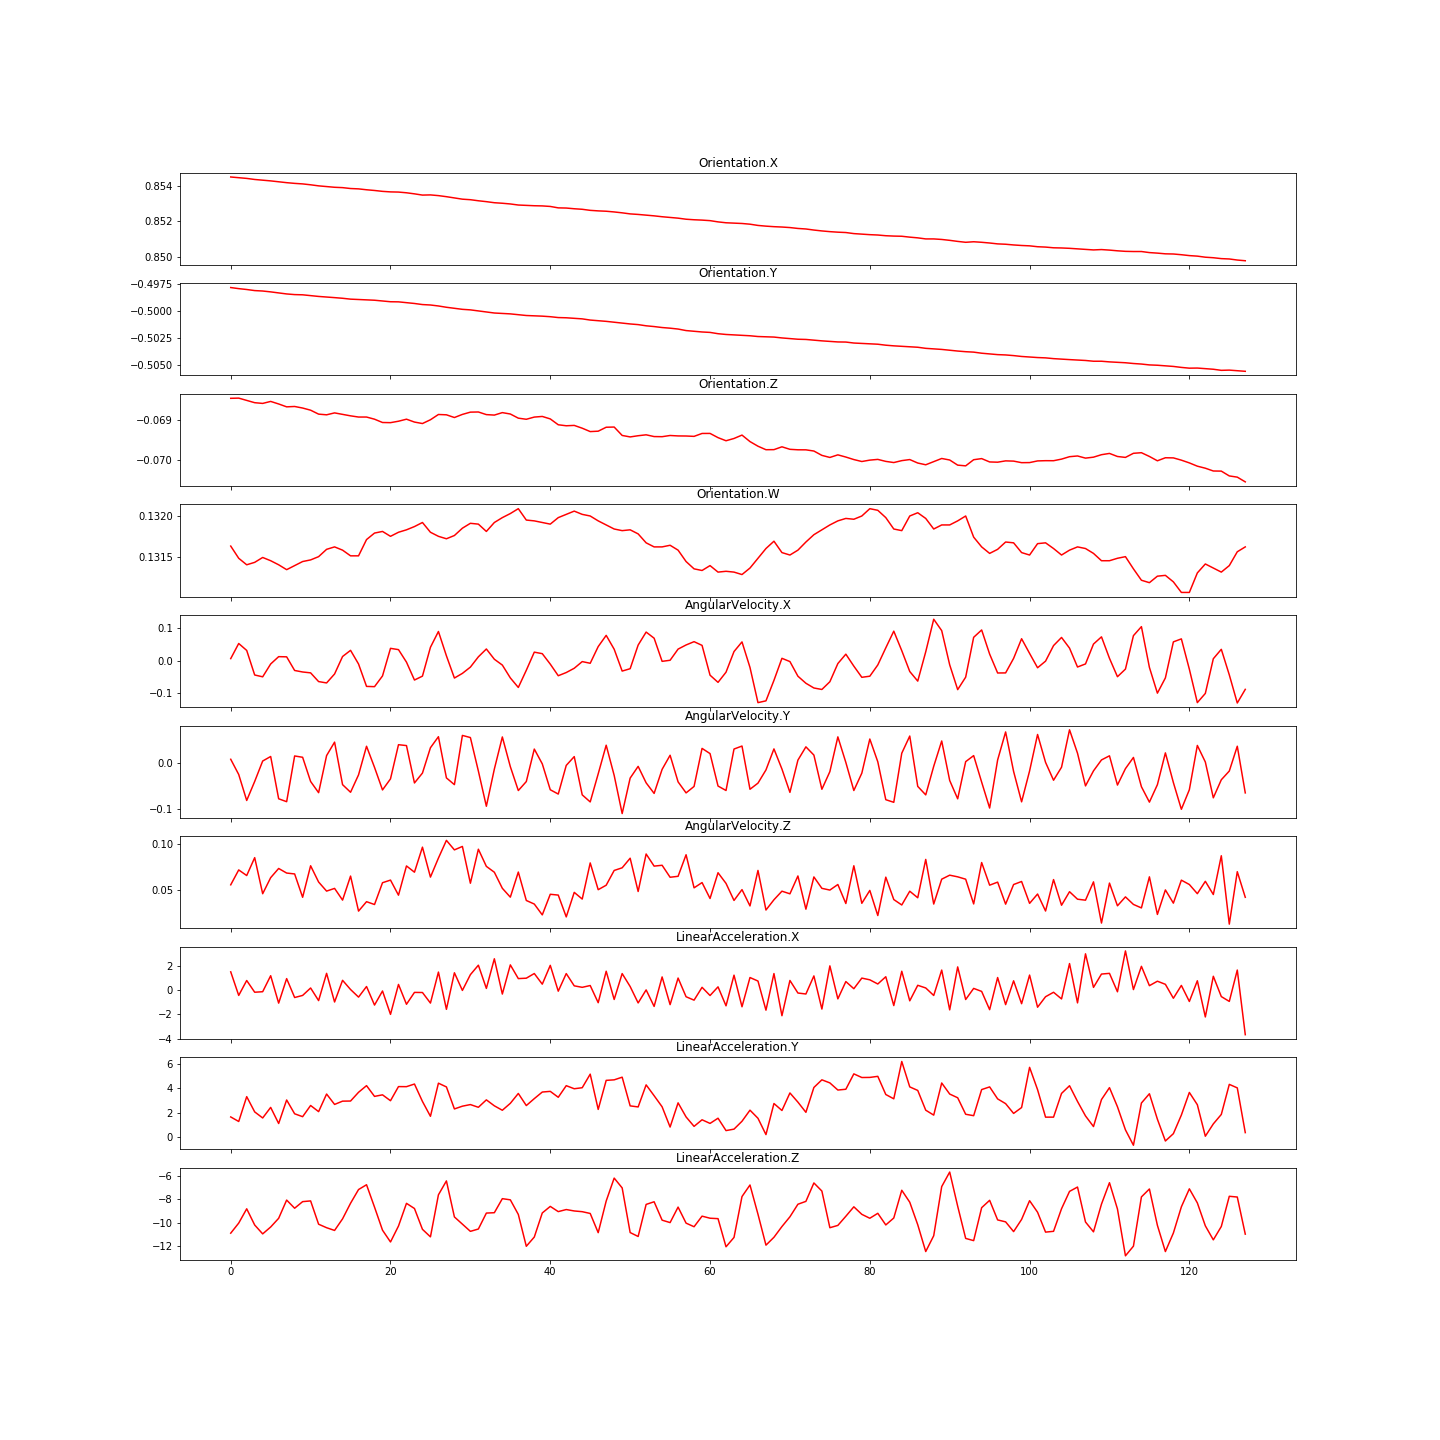 Orientation.X
0.854
0.852
0.850
Orientation.Y
−0.4975
−0.5000
−0.5025
−0.5050
Orientation.Z
−0.069
−0.070
Orientation.W
0.1320
0.1315
AngularVelocity.X
0.1
0.0
−0.1
AngularVelocity.Y
0.0
−0.1
AngularVelocity.Z
0.10
0.05
LinearAcceleration.X
2
0
−2
−4
LinearAcceleration.Y
6
4
2
0
LinearAcceleration.Z
−6
−8
−10
−12
0 20 40 60 80 100 120